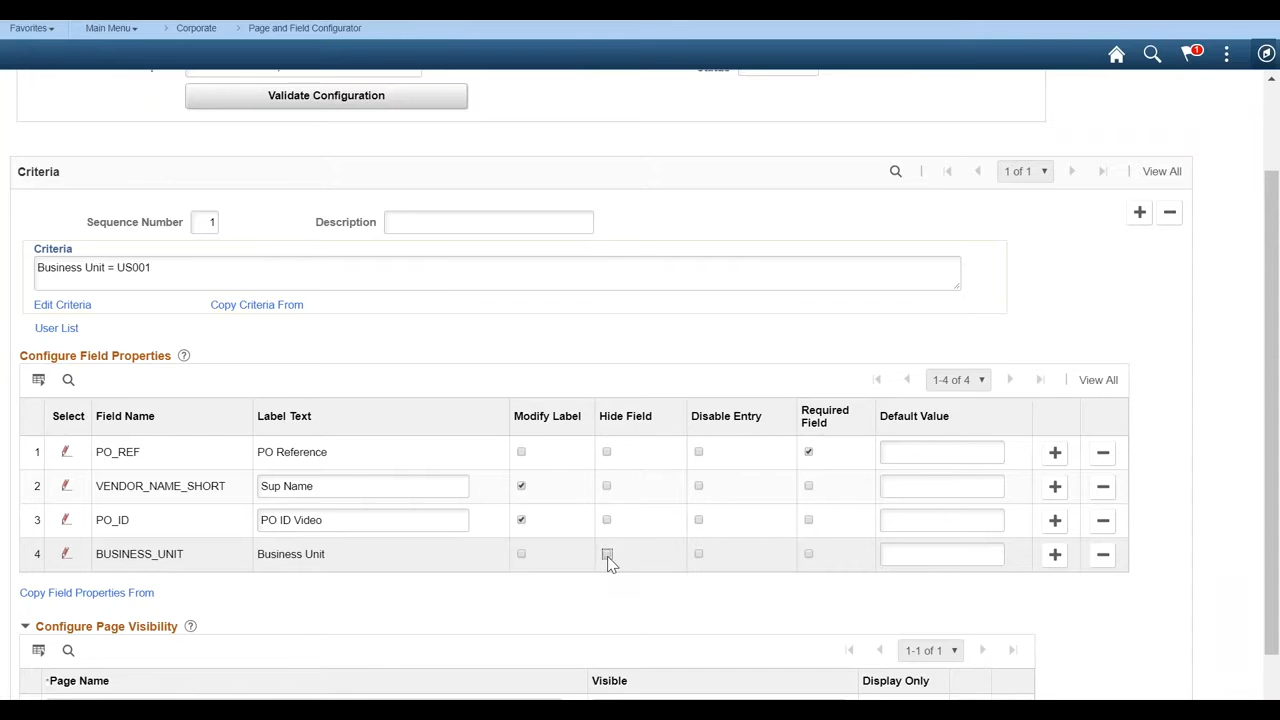 Favorites Main Menu > Corporate > Page and Field Configurator
1
Validate Configuration
Criteria 1 of 1 View All
Sequence Number 1 Description
Criteria
Business Unit = US001
Edit Criteria Copy Criteria From
User List
Configure Field Properties ?
1-4 of 4 View All
Select Field Name Label Text Modify Label Hide Field Disable Entry Required Field Default Value
1 PO_REF PO Reference
2 VENDOR_NAME_SHORT Sup Name
3 PO_ID PO ID Video
4 BUSINESS_UNIT Business Unit
Copy Field Properties From
Configure Page Visibility ?
1-1 of 1
*Page Name Visible Display Only